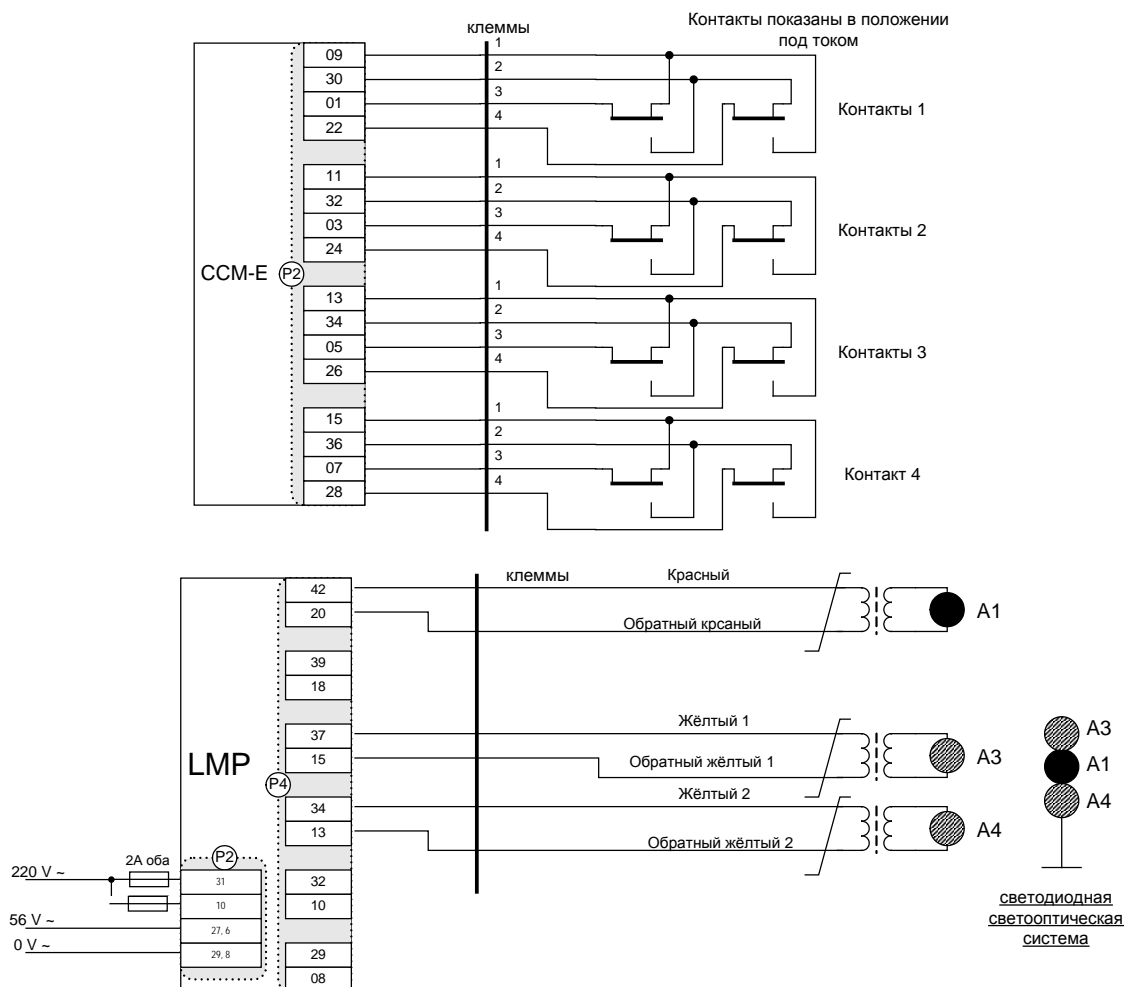 клеммы
Контакты показаны в положении
под током
CCM-E
P2
09
30
01
22
1
2
3
4
Контакты 1
11
32
03
24
1
2
3
4
Контакты 2
13
34
05
26
1
2
3
4
Контакты 3
15
36
07
28
1
2
3
4
Контакт 4
LMP
P4
клеммы
42
20
Красный
Обратный крсаный
A1
39
18
37
15
Жёлтый 1
Обратный жёлтый 1
A3
34
13
Жёлтый 2
Обратный жёлтый 2
A4
32
10
29
08
A3
A1
A4
светодиодная
светооптическая
система
P2
220 V ~
2А оба
31
10
56 V ~
27, 6
0 V ~
29, 8